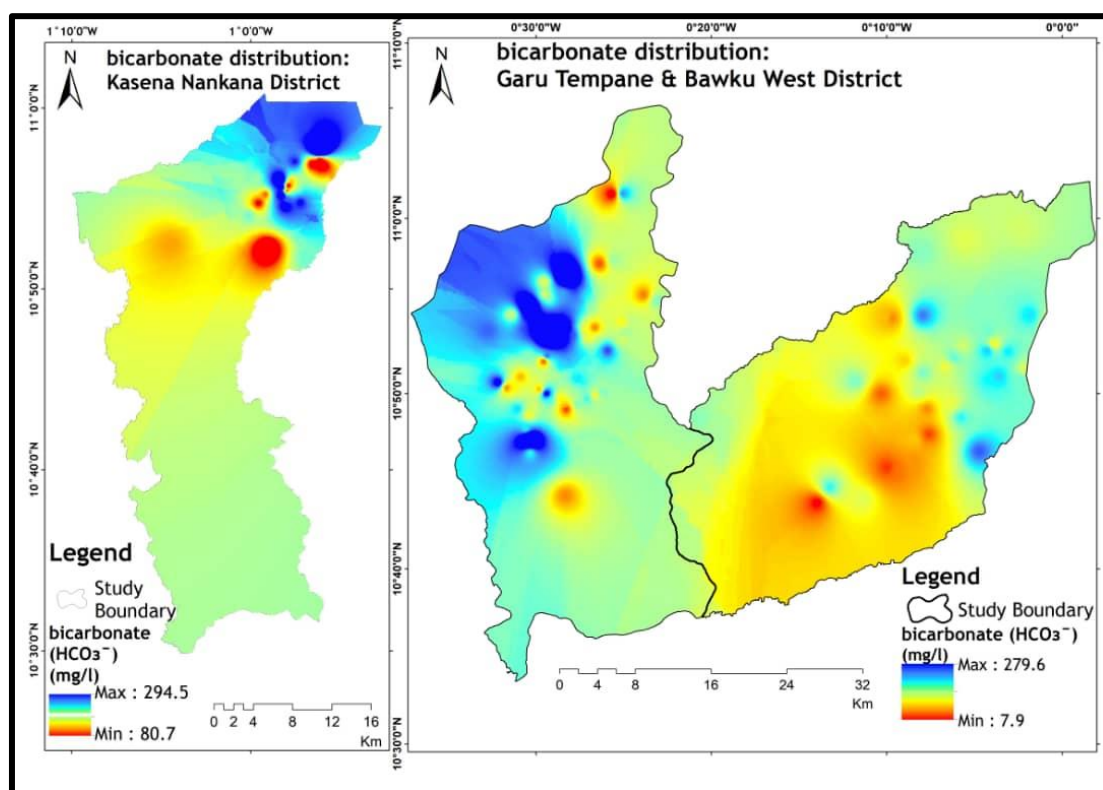 1°10'0"W
1°0'0"W
N
bicarbonate distribution:
Kasena Nankana District
11°0'0"N
10°50'0"N
10°40'0"N
10°30'0"N
Legend
Study
Boundary
bicarbonate
(HCO₃⁻)
(mg/l)
Max : 294.5
Min : 80.7
0 2 4 8 12 16
Km
0°30'0"W
0°20'0"W
0°10'0"W
0°0'0"
N
bicarbonate distribution:
Garu Tempane & Bawku West District
11°10'0"N
11°0'0"N
10°50'0"N
10°40'0"N
10°30'0"N
0 4 8 16 24 32
Km
Legend
Study Boundary
bicarbonate (HCO₃⁻)
(mg/l)
Max : 279.6
Min : 7.9